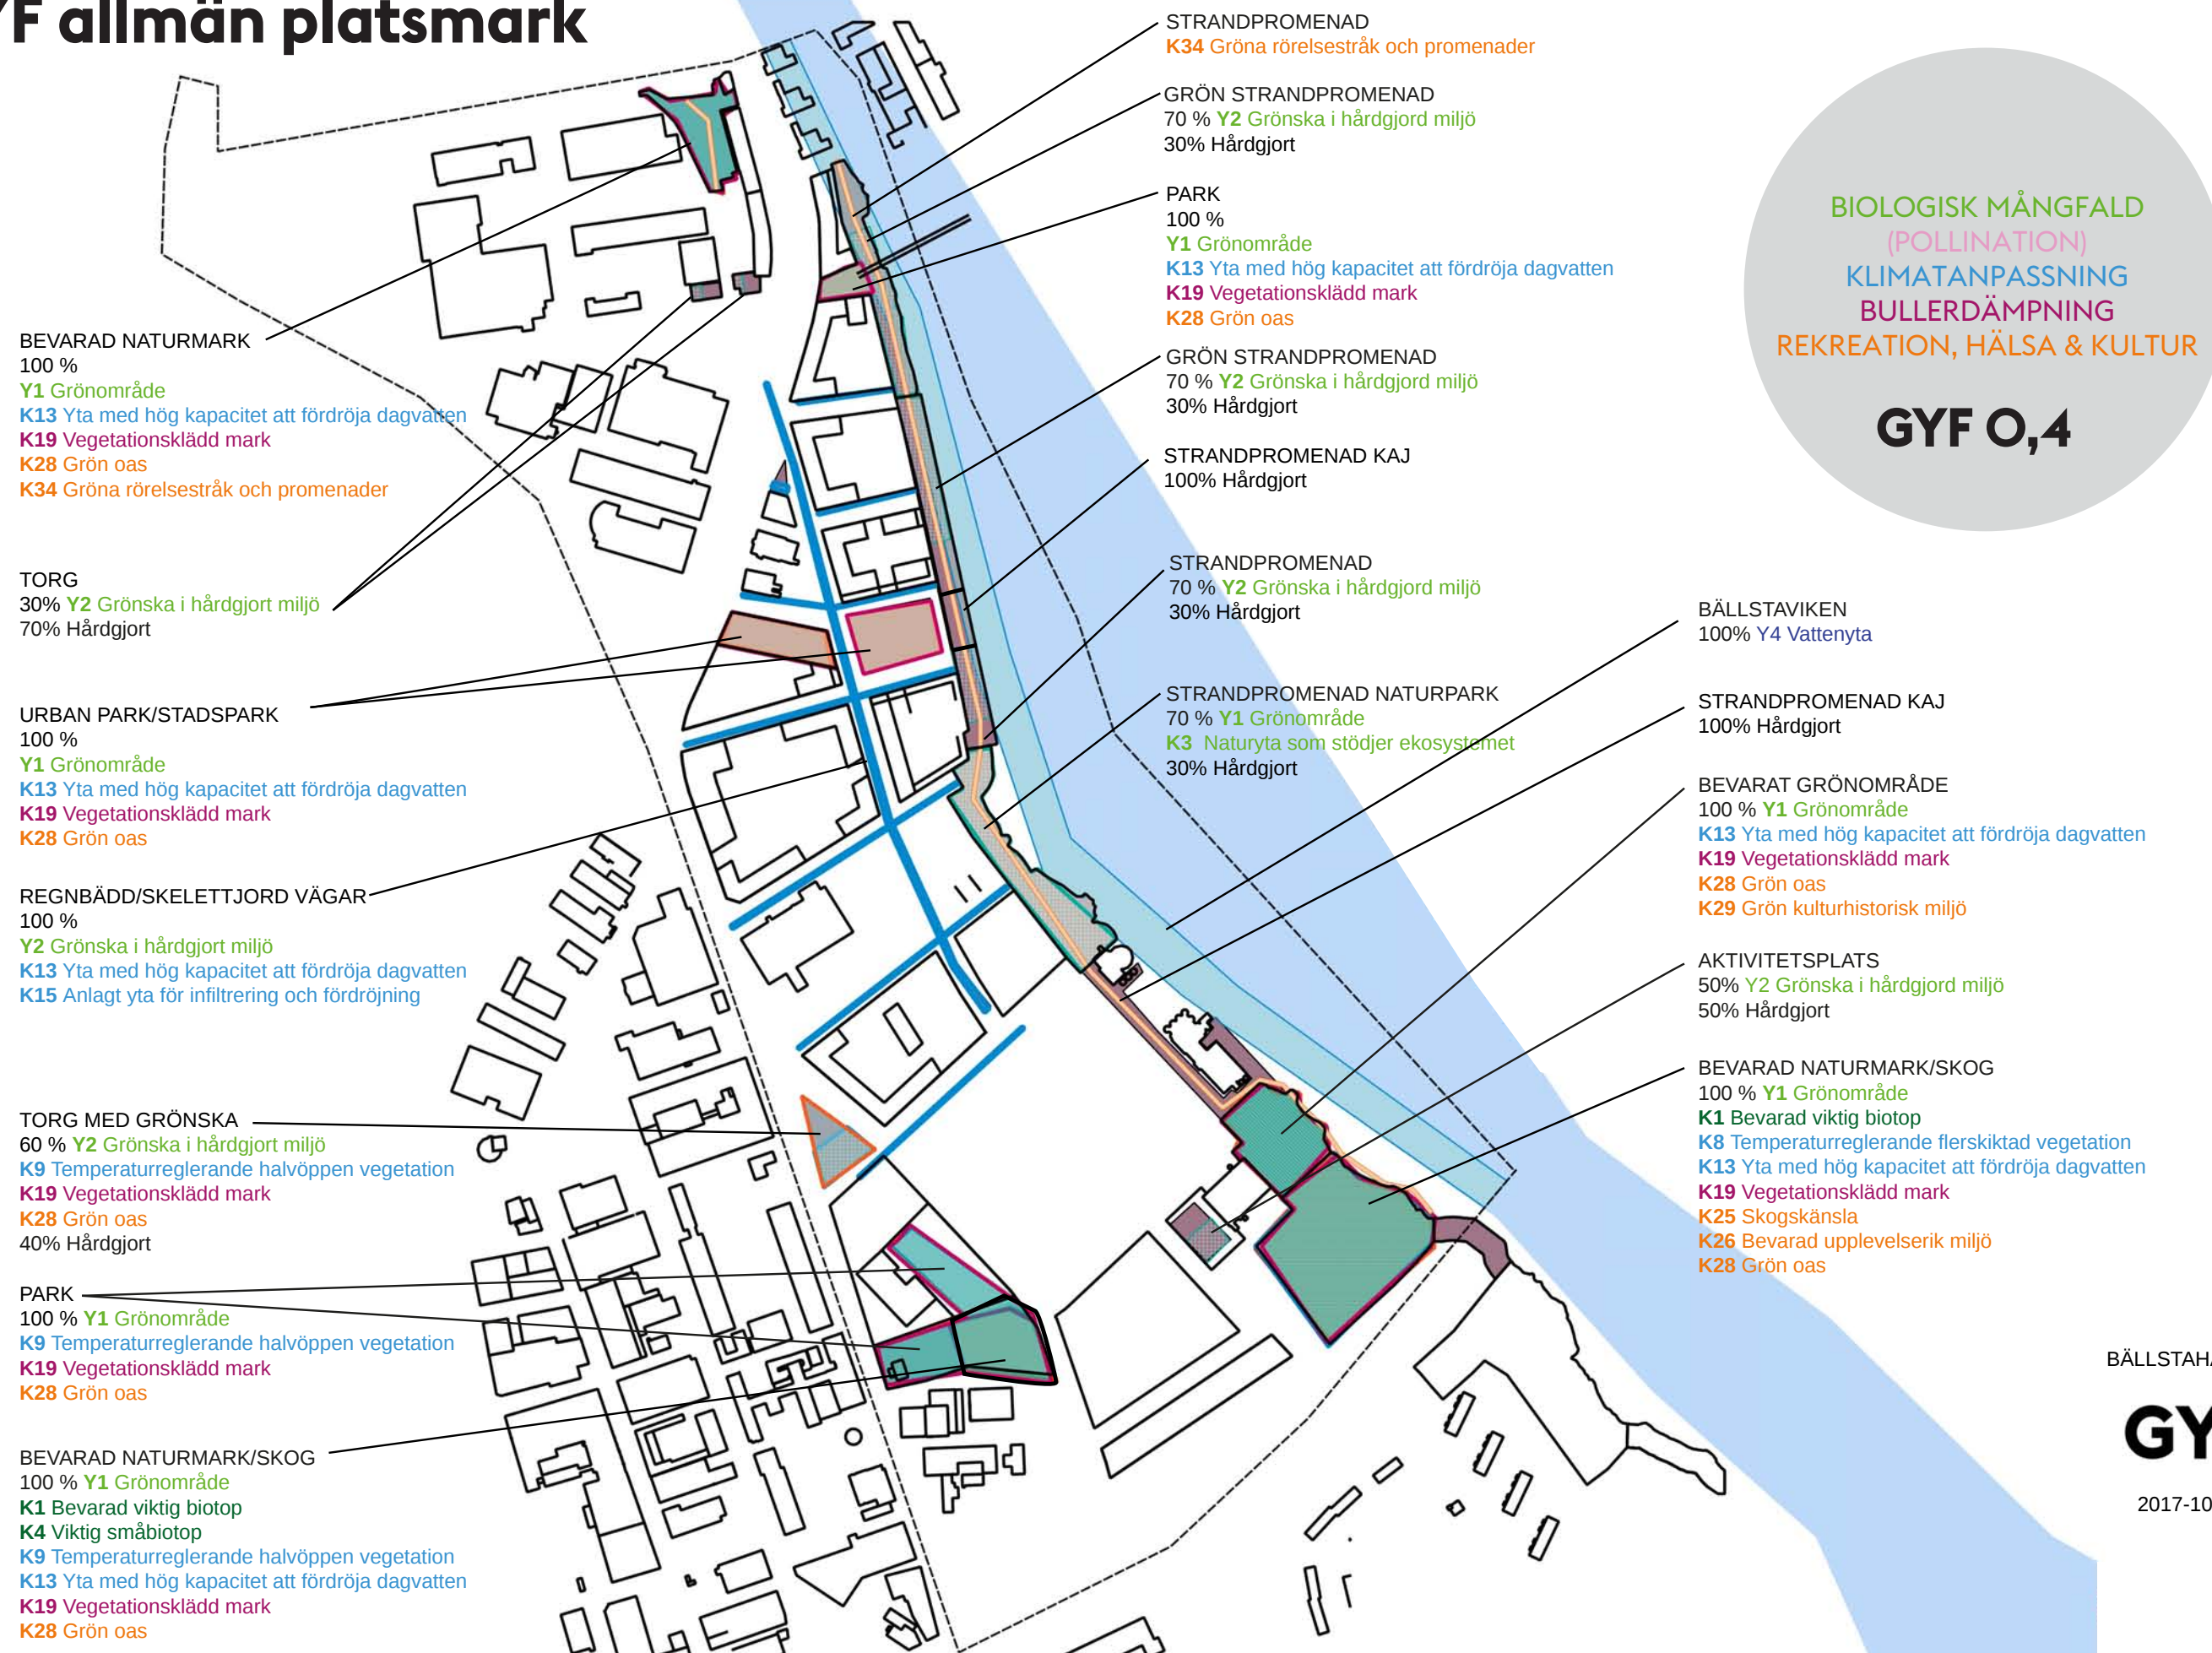 YF allmän platsmark
BEVARAD NATURMARK
100 %
Y1 Grönområde
K13 Yta med hög kapacitet att fördröja dagvatten
K19 Vegetationsklädd mark
K28 Grön oas
K34 Gröna rörelsestråk och promenader
TORG
30% Y2 Grönska i hårdgjort miljö
70% Hårdgjort
URBAN PARK/STADSPARK
100 %
Y1 Grönområde
K13 Yta med hög kapacitet att fördröja dagvatten
K19 Vegetationsklädd mark
K28 Grön oas
REGNBÄDD/SKELETTJORD VÄGAR
100 %
Y2 Grönska i hårdgjort miljö
K13 Yta med hög kapacitet att fördröja dagvatten
K15 Anlagt yta för infiltrering och fördröjning
TORG MED GRÖNSKA
60 % Y2 Grönska i hårdgjort miljö
K9 Temperaturreglerande halvöppen vegetation
K19 Vegetationsklädd mark
K28 Grön oas
40% Hårdgjort
PARK
100 % Y1 Grönområde
K9 Temperaturreglerande halvöppen vegetation
K19 Vegetationsklädd mark
K28 Grön oas
BEVARAD NATURMARK/SKOG
100 % Y1 Grönområde
K1 Bevarad viktig biotop
K4 Viktig småbiotop
K9 Temperaturreglerande halvöppen vegetation
K13 Yta med hög kapacitet att fördröja dagvatten
K19 Vegetationsklädd mark
K28 Grön oas
STRANDPROMENAD
K34 Gröna rörelsestråk och promenader
GRÖN STRANDPROMENAD
70 % Y2 Grönska i hårdgjord miljö
30% Hårdgjort
PARK
100 %
Y1 Grönområde
K13 Yta med hög kapacitet att fördröja dagvatten
K19 Vegetationsklädd mark
K28 Grön oas
GRÖN STRANDPROMENAD
70 % Y2 Grönska i hårdgjord miljö
30% Hårdgjort
STRANDPROMENAD KAJ
100% Hårdgjort
STRANDPROMENAD
70 % Y2 Grönska i hårdgjord miljö
30% Hårdgjort
STRANDPROMENAD NATURPARK
70 % Y1 Grönområde
K3 Naturyta som stödjer ekosystemet
30% Hårdgjort
BIOLOGISK MÅNGFALD
(POLLINATION)
KLIMATANPASSNING
BULLERDÄMPNING
REKREATION, HÄLSA & KULTUR
GYF 0,4
BÄLLSTAVIKEN
100% Y4 Vattenyta
STRANDPROMENAD KAJ
100% Hårdgjort
BEVARAT GRÖNOMRÅDE
100 % Y1 Grönområde
K13 Yta med hög kapacitet att fördröja dagvatten
K19 Vegetationsklädd mark
K28 Grön oas
K29 Grön kulturhistorisk miljö
AKTIVITETSPLATS
50% Y2 Grönska i hårdgjord miljö
50% Hårdgjort
BEVARAD NATURMARK/SKOG
100 % Y1 Grönområde
K1 Bevarad viktig biotop
K8 Temperaturreglerande flerskiktad vegetation
K13 Yta med hög kapacitet att fördröja dagvatten
K19 Vegetationsklädd mark
K25 Skogskänsla
K26 Bevarad upplevelserik miljö
K28 Grön oas
BÄLLSTAHA
GY
2017-10